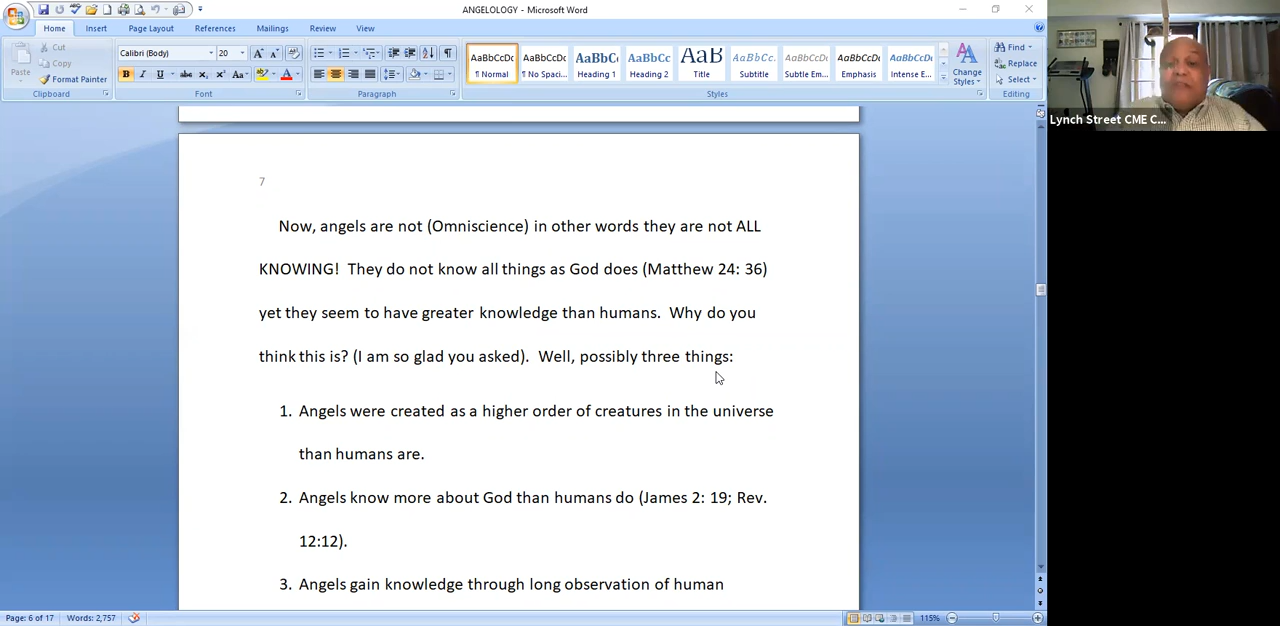 ANGELOLOGY - Microsoft Word
Home Insert Page Layout References Mailings Review View
Paste
Cut
Copy
Format Painter
Clipboard
Calibri (Body) 20
Font
Paragraph
AaBbCcDc AaBbCcDc AaBbC AaBbCc AaB AaBbCc. AaBbCcDc AaBbCcDc AaBbCcDc
¶ Normal ¶ No Spaci... Heading 1 Heading 2 Title Subtitle Subtle Em... Emphasis Intense E...
Change
Styles
Styles
Find
Replace
Select
Editing
Lynch Street CME C...
7
Now, angels are not (Omniscience) in other words they are not ALL
KNOWING! They do not know all things as God does (Matthew 24: 36)
yet they seem to have greater knowledge than humans. Why do you
think this is? (I am so glad you asked). Well, possibly three things:
1. Angels were created as a higher order of creatures in the universe
than humans are.
2. Angels know more about God than humans do (James 2: 19; Rev.
12:12).
3. Angels gain knowledge through long observation of human
Page: 6 of 17 Words: 2,757
115%